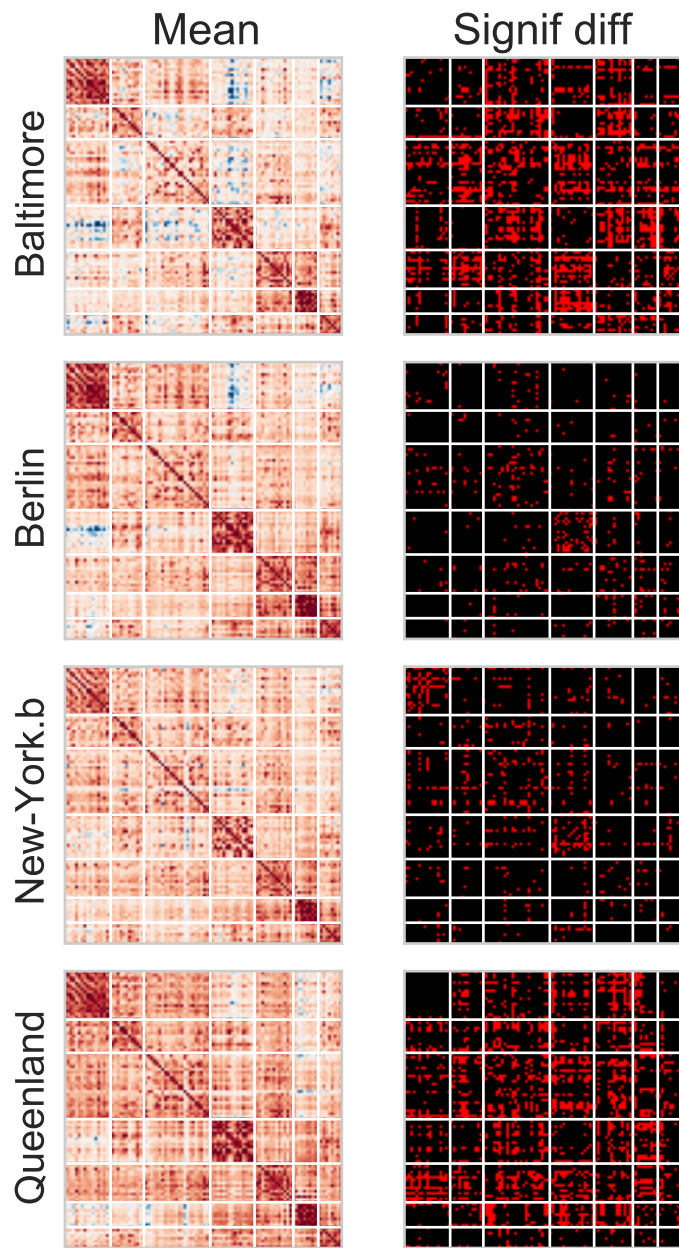 Mean
Signif diff
Baltimore
Berlin
New-York.b
Queenland